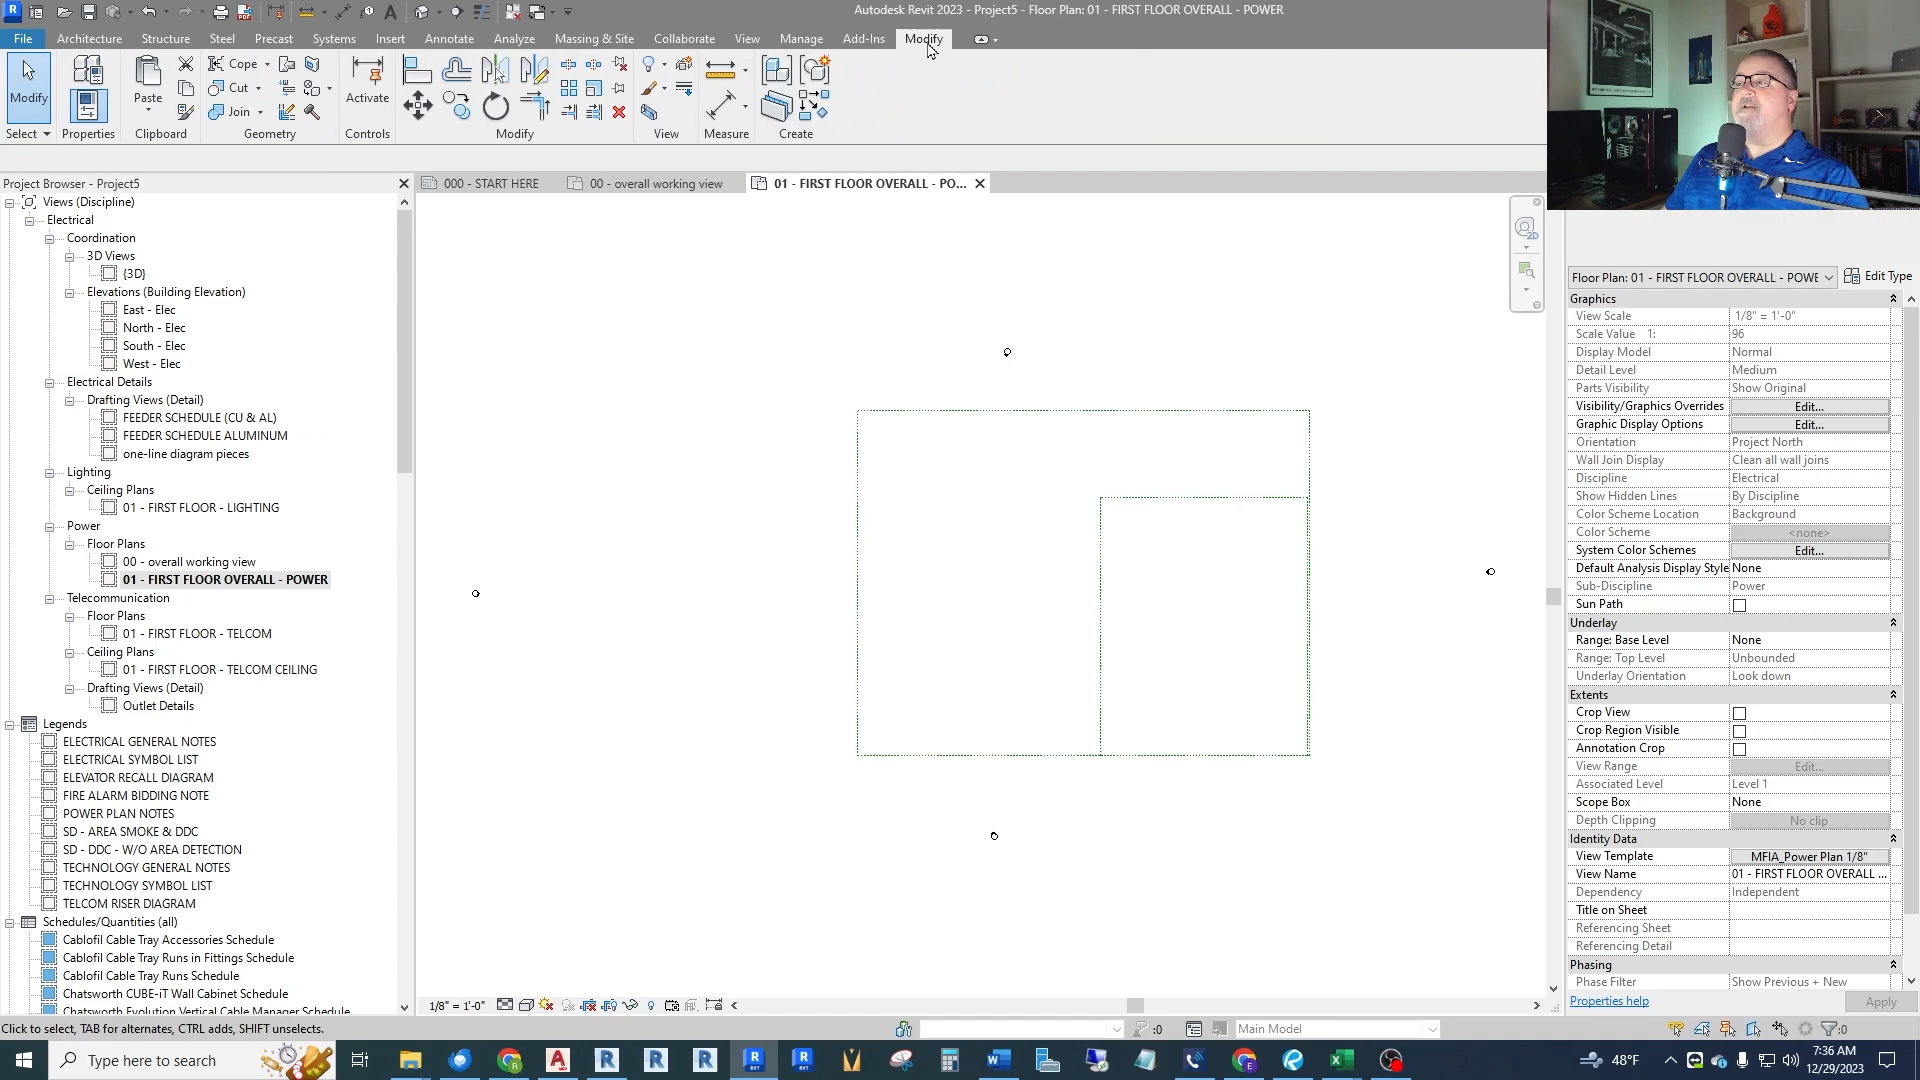 Autodesk Revit 2023 - Project5 - Floor Plan: 01 - FIRST FLOOR OVERALL - POWER
File Architecture Structure Steel Precast Systems Insert Annotate Analyze Massing & Site Collaborate View Manage Add-Ins Modify
Cope
Cut
Join
Modify
Paste
Activate
Select Properties Clipboard Geometry Controls Modify View Measure Create
Project Browser - Project5
000 - START HERE
00 - overall working view
01 - FIRST FLOOR OVERALL - PO...
Views (Discipline)
Electrical
Coordination
3D Views
{3D}
Elevations (Building Elevation)
East - Elec
North - Elec
South - Elec
West - Elec
Electrical Details
Drafting Views (Detail)
FEEDER SCHEDULE (CU & AL)
FEEDER SCHEDULE ALUMINUM
one-line diagram pieces
Lighting
Ceiling Plans
01 - FIRST FLOOR - LIGHTING
Power
Floor Plans
00 - overall working view
01 - FIRST FLOOR OVERALL - POWER
Telecommunication
Floor Plans
01 - FIRST FLOOR - TELCOM
Ceiling Plans
01 - FIRST FLOOR - TELCOM CEILING
Drafting Views (Detail)
Outlet Details
Legends
ELECTRICAL GENERAL NOTES
ELECTRICAL SYMBOL LIST
ELEVATOR RECALL DIAGRAM
FIRE ALARM BIDDING NOTE
POWER PLAN NOTES
SD - AREA SMOKE & DDC
SD - DDC - W/O AREA DETECTION
TECHNOLOGY GENERAL NOTES
TECHNOLOGY SYMBOL LIST
TELCOM RISER DIAGRAM
Schedules/Quantities (all)
Cablofil Cable Tray Accessories Schedule
Cablofil Cable Tray Runs in Fittings Schedule
Cablofil Cable Tray Runs Schedule
Chatsworth CUBE-iT Wall Cabinet Schedule
Chatsworth Evolution Vertical Cable Manager Schedule
2D
Floor Plan: 01 - FIRST FLOOR OVERALL - POWE
Edit Type
Graphics
View Scale 1/8" = 1'-0"
Scale Value 1: 96
Display Model Normal
Detail Level Medium
Parts Visibility Show Original
Visibility/Graphics Overrides Edit...
Graphic Display Options Edit...
Orientation Project North
Wall Join Display Clean all wall joins
Discipline Electrical
Show Hidden Lines By Discipline
Color Scheme Location Background
Color Scheme <none>
System Color Schemes Edit...
Default Analysis Display Style None
Sub-Discipline Power
Sun Path
Underlay
Range: Base Level None
Range: Top Level Unbounded
Underlay Orientation Look down
Extents
Crop View
Crop Region Visible
Annotation Crop
View Range Edit...
Associated Level Level 1
Scope Box None
Depth Clipping No clip
Identity Data
View Template MFIA_Power Plan 1/8"
View Name 01 - FIRST FLOOR OVERALL ...
Dependency Independent
Title on Sheet
Referencing Sheet
Referencing Detail
Phasing
Phase Filter Show Previous + New
Properties help Apply
1/8" = 1'-0"
Click to select, TAB for alternates, CTRL adds, SHIFT unselects.
:0
Main Model
:0
Type here to search
48°F
7:36 AM
12/29/2023